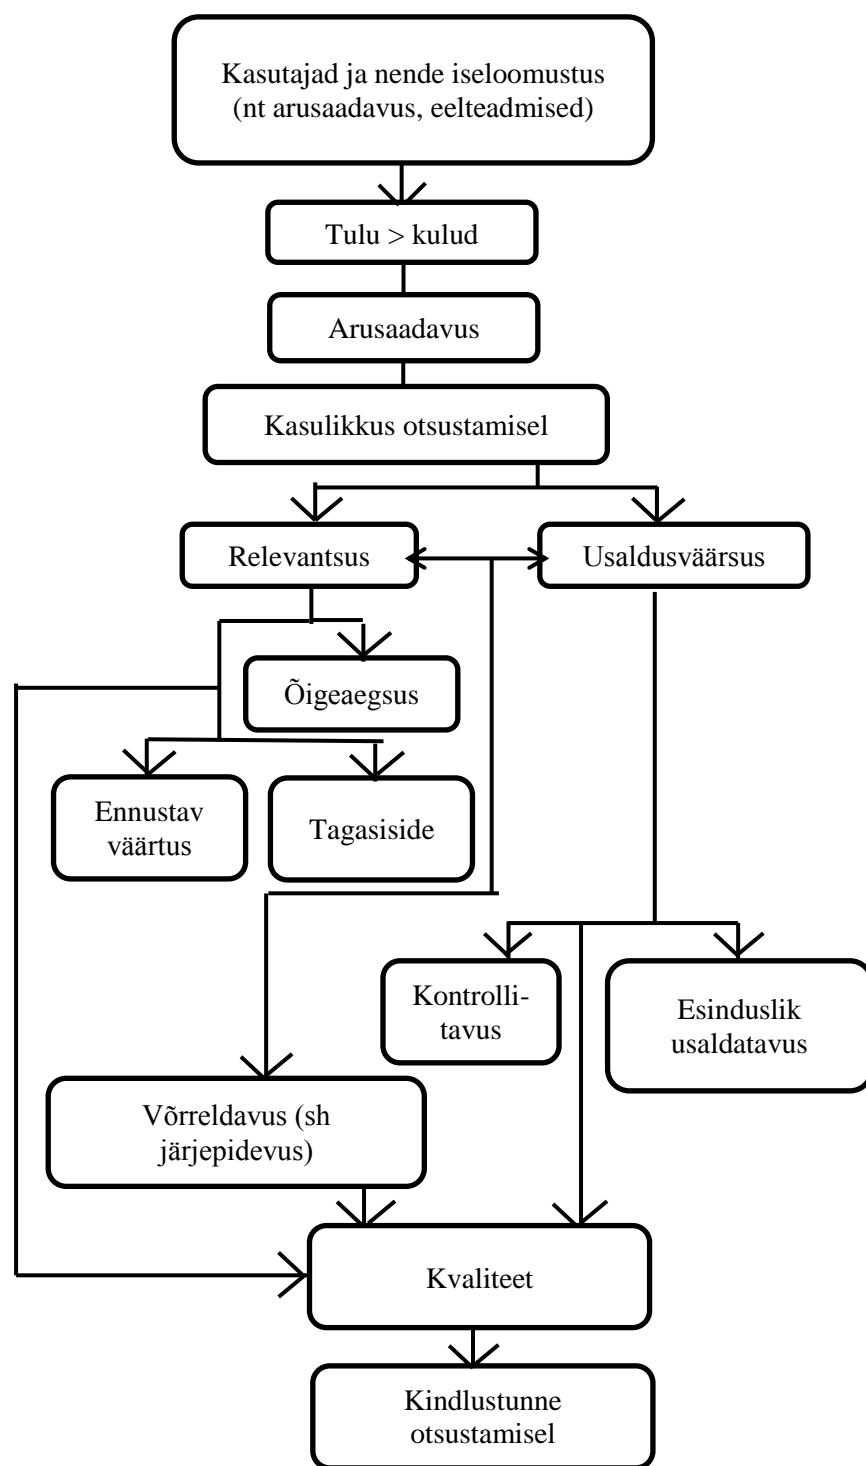 Kasutajad ja nende iseloomustus
(nt arusaadavus, eelteadmised)
Tulu > kulud
Arusaadavus
Kasulikkus otsustamisel
Relevantsus
Usaldusväärsus
Õigeaegsus
Ennustav
väärtus
Tagasiside
Kontrolli-
tavus
Esinduslik
usaldatavus
Võrreldavus (sh
järjepidevus)
Kvaliteet
Kindlustunne
otsustamisel